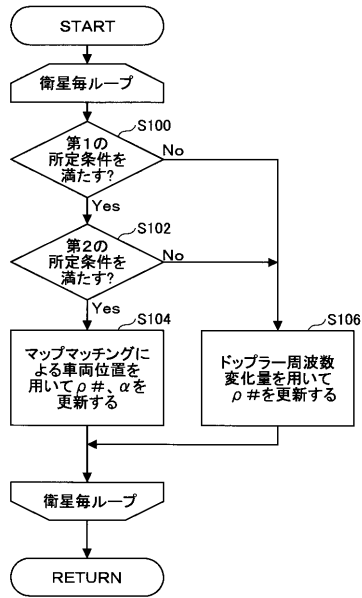 START
衛星毎ループ
S100
第1の
所定条件を
満たす?
No
Yes
S102
第2の
所定条件を
満たす?
No
Yes
S104
マップマッチングに
よる車両位置を
用いてρ#、αを
更新する
S106
ドップラー周波数
変化量を用いて
ρ#を更新する
衛星毎ループ
RETURN